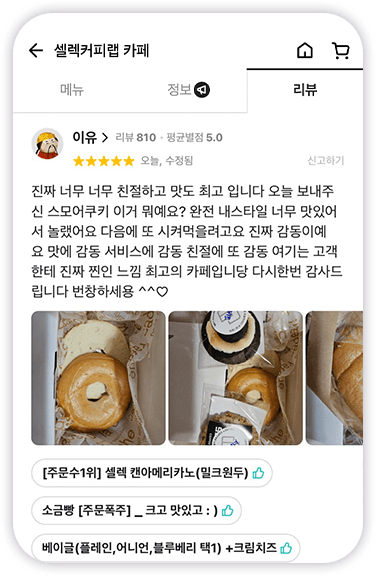 셀렉커피랩 카페
메뉴
정보
리뷰
이유
리뷰 810 · 평균별점 5.0
오늘, 수정됨
신고하기
진짜 너무 너무 친절하고 맛도 최고 입니다 오늘 보내주
신 스모어쿠키 이거 뭐예요? 완전 내스타일 너무 맛있어
서 놀랬어요 다음에 또 시켜먹을려고요 진짜 감동이예
요 맛에 감동 서비스에 감동 친절에 또 감동 여기는 고객
한테 진짜 찐인 느낌 최고의 카페입니당 다시한번 감사드
립니다 번창하세용 ^^♡
[주문수1위] 셀렉 캔아메리카노(밀크원두)
소금빵 [주문폭주] _ 크고 맛있고 : )
베이글(플레인,어니언,블루베리 택1) +크림치즈